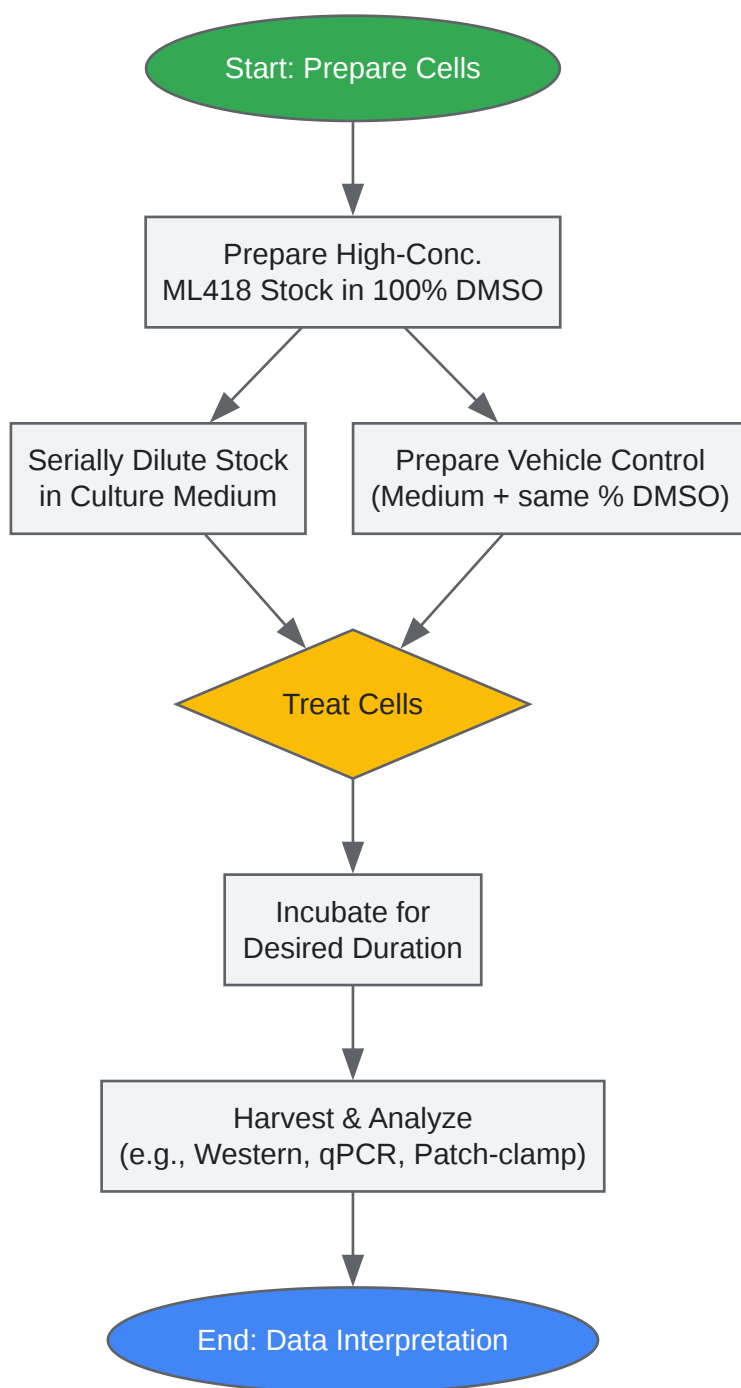 Start: Prepare Cells
Prepare High-Conc.
ML418 Stock in 100% DMSO
Serially Dilute Stock
in Culture Medium
Prepare Vehicle Control
(Medium + same % DMSO)
Treat Cells
Incubate for
Desired Duration
Harvest & Analyze
(e.g., Western, qPCR, Patch-clamp)
End: Data Interpretation